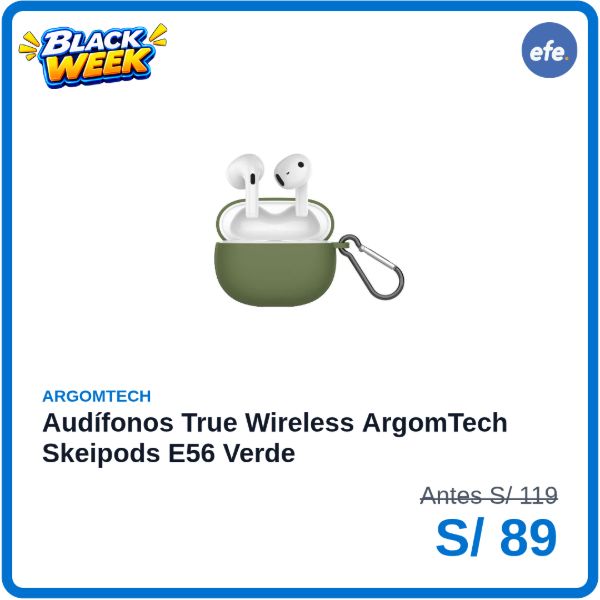 BLACK
WEEK
efe.
ARGOMTECH
Audífonos True Wireless ArgomTech
Skeipods E56 Verde
Antes S/ 119
S/ 89